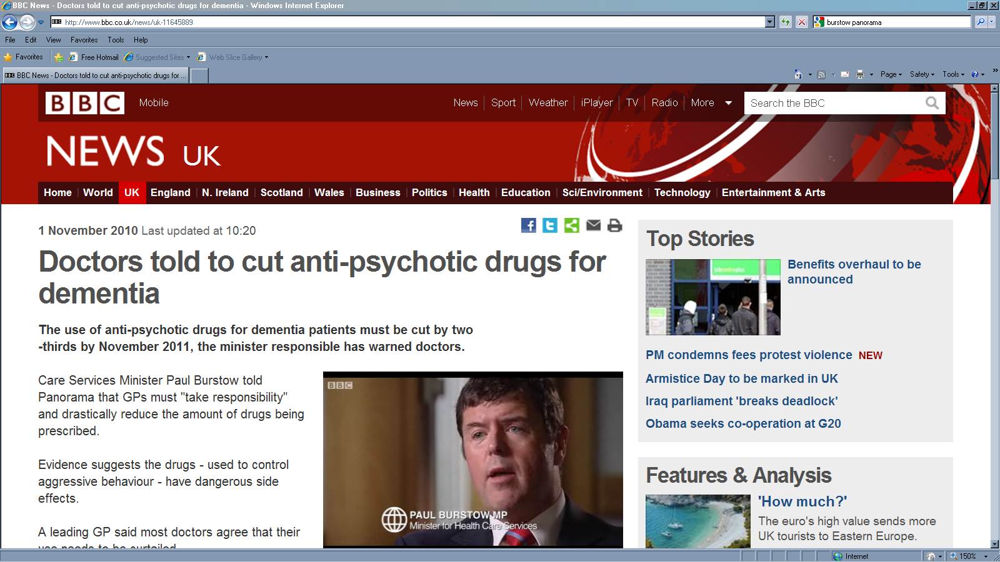 BBC News - Doctors told to cut anti-psychotic drugs for dementia - Windows Internet Explorer
BBC http://www.bbc.co.uk/news/uk-11645889
burstow panorama
File Edit View Favorites Tools Help
Favorites Free Hotmail Suggested Sites Web Slice Gallery
BBC BBC News - Doctors told to cut anti-psychotic drugs for ...
Page Safety Tools »
BBC Mobile News Sport Weather iPlayer TV Radio More Search the BBC
NEWS UK
Home World UK England N. Ireland Scotland Wales Business Politics Health Education Sci/Environment Technology Entertainment & Arts
1 November 2010 Last updated at 10:20
Doctors told to cut anti-psychotic drugs for
dementia
The use of anti-psychotic drugs for dementia patients must be cut by two
-thirds by November 2011, the minister responsible has warned doctors.
Care Services Minister Paul Burstow told
Panorama that GPs must "take responsibility"
and drastically reduce the amount of drugs being
prescribed.
Evidence suggests the drugs - used to control
aggressive behaviour - have dangerous side
effects.
A leading GP said most doctors agree that their
use needs to be curtailed
BBC
PAUL BURSTOW MP
Minister for Health Care Services
Top Stories
jobcentreplus
Benefits overhaul to be
announced
PM condemns fees protest violence NEW
Armistice Day to be marked in UK
Iraq parliament 'breaks deadlock'
Obama seeks co-operation at G20
Features & Analysis
'How much?'
The euro's high value sends more
UK tourists to Eastern Europe.
Internet
150%